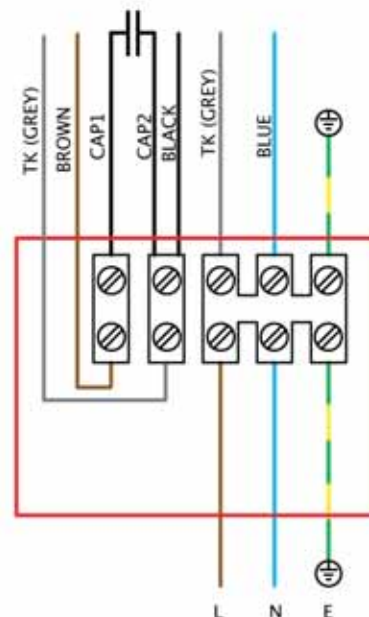 TK (GREY)
BROWN
CAP1
CAP2
BLACK
TK (GREY)
BLUE
L N E